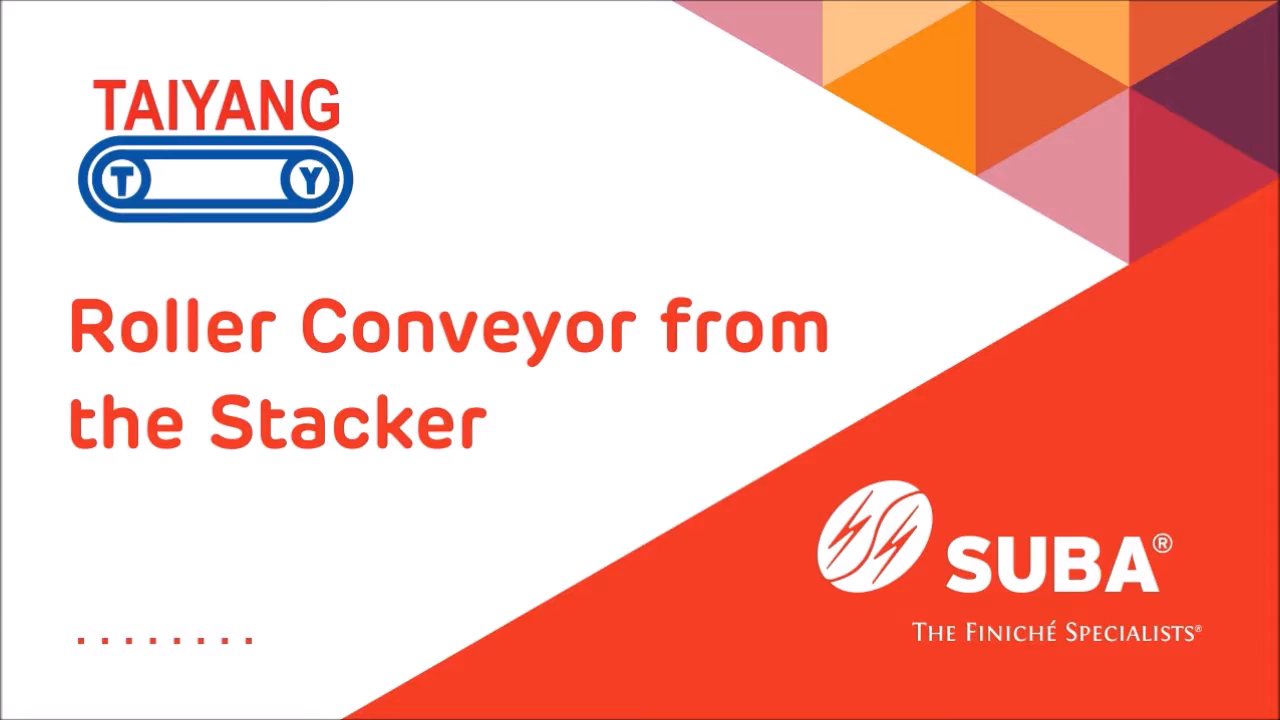 TAIYANG
T Y
Roller Conveyor from
the Stacker
SUBA®
THE FINICHÉ SPECIALISTS®